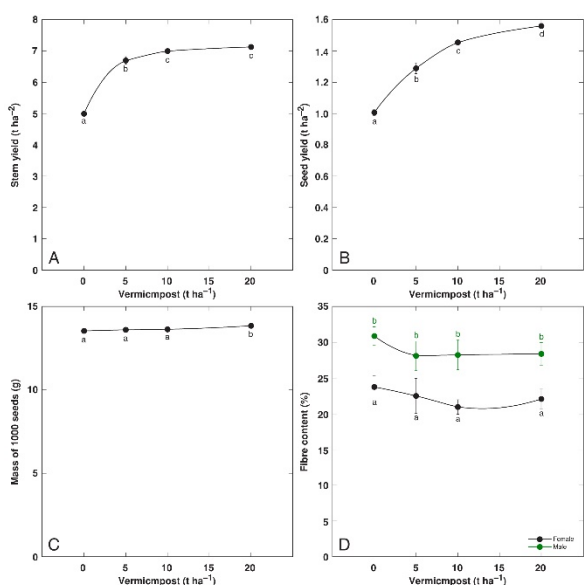 8
7
6
5
4
3
2
1
0
Stem yield (t ha⁻²)
a
b
c
c
A
0 5 10 15 20
Vermicmpost (t ha⁻¹)
1.6
1.4
1.2
1.0
0.8
0.6
0.4
0.2
0
Seed yield (t ha⁻²)
a
b
c
d
B
0 5 10 15 20
Vermicmpost (t ha⁻¹)
15
10
5
0
Mass of 1000 seeds (g)
a
a
a
b
C
0 5 10 15 20
Vermicmpost (t ha⁻¹)
35
30
25
20
15
10
5
0
Fibre content (%)
b
b
b
b
a
a
a
a
D
Female
Male
0 5 10 15 20
Vermicmpost (t ha⁻¹)